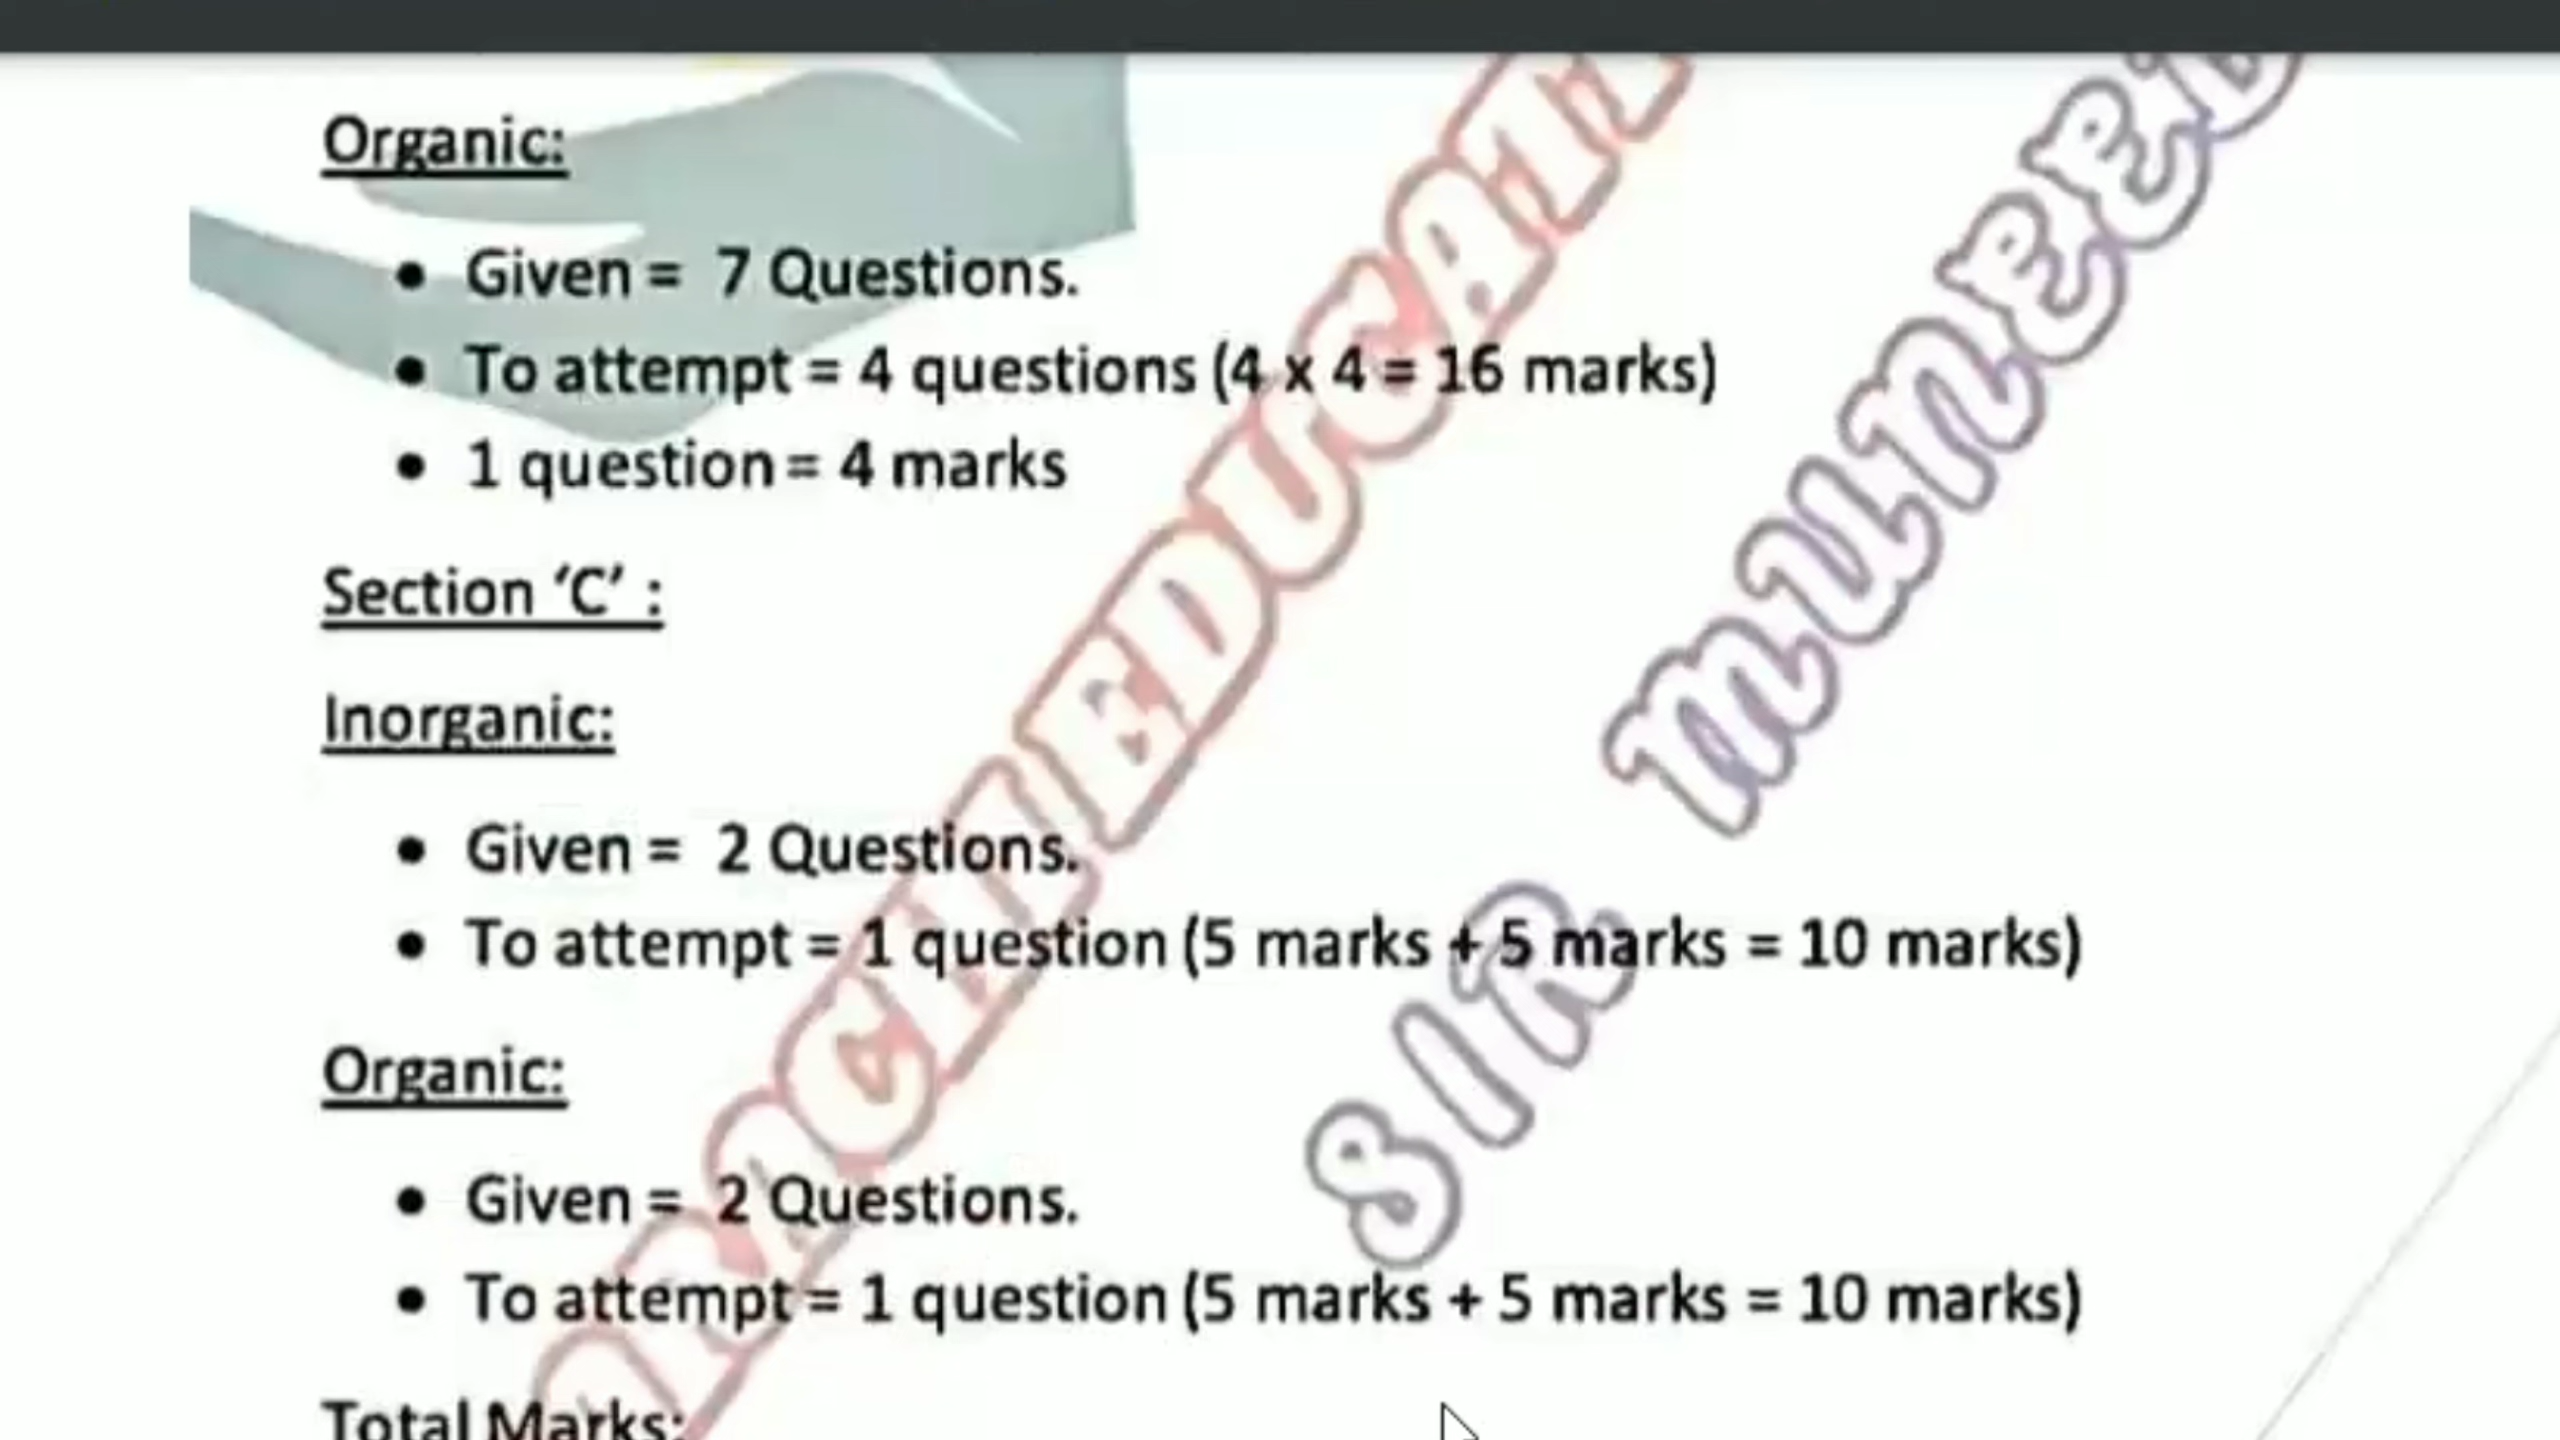 Organic:
• Given = 7 Questions.
• To attempt = 4 questions (4 x 4 = 16 marks)
• 1 question = 4 marks
Section ‘C’ :
Inorganic:
• Given = 2 Questions.
• To attempt = 1 question (5 marks + 5 marks = 10 marks)
Organic:
• Given = 2 Questions.
• To attempt = 1 question (5 marks + 5 marks = 10 marks)
Total Marks:
SIR MUNEEB